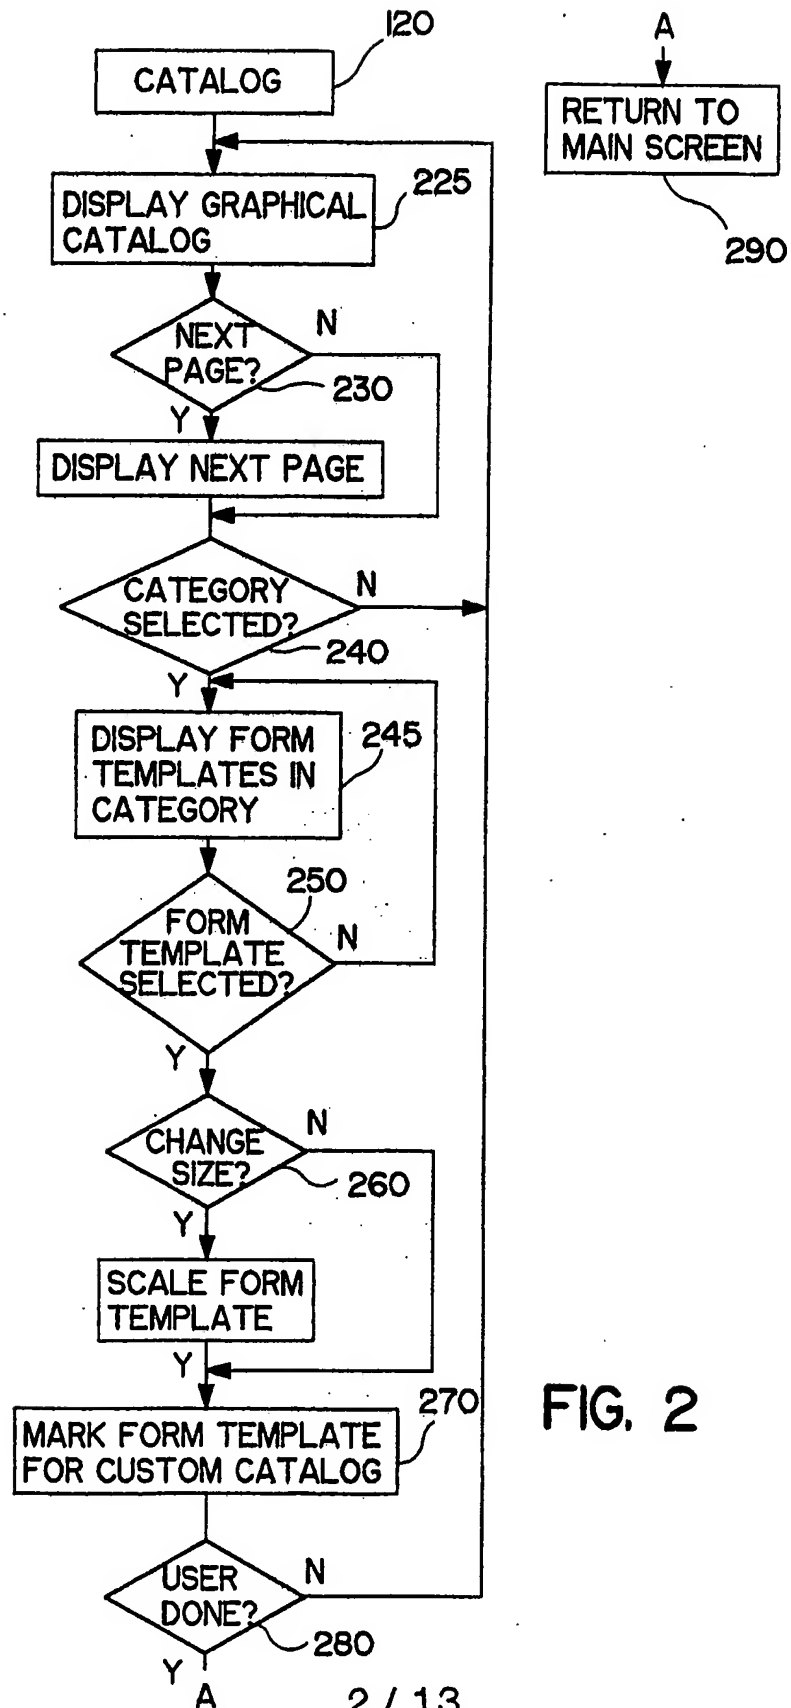 120
CATALOG
A
RETURN TO
MAIN SCREEN
290
225
DISPLAY GRAPHICAL
CATALOG
NEXT
PAGE?
N
230
Y
DISPLAY NEXT PAGE
CATEGORY
SELECTED?
N
240
Y
DISPLAY FORM
TEMPLATES IN
CATEGORY
245
250
FORM
TEMPLATE
SELECTED?
N
Y
CHANGE
SIZE?
N
260
Y
SCALE FORM
TEMPLATE
Y
270
MARK FORM TEMPLATE
FOR CUSTOM CATALOG
FIG. 2
USER
DONE?
N
280
Y
A
2 / 13